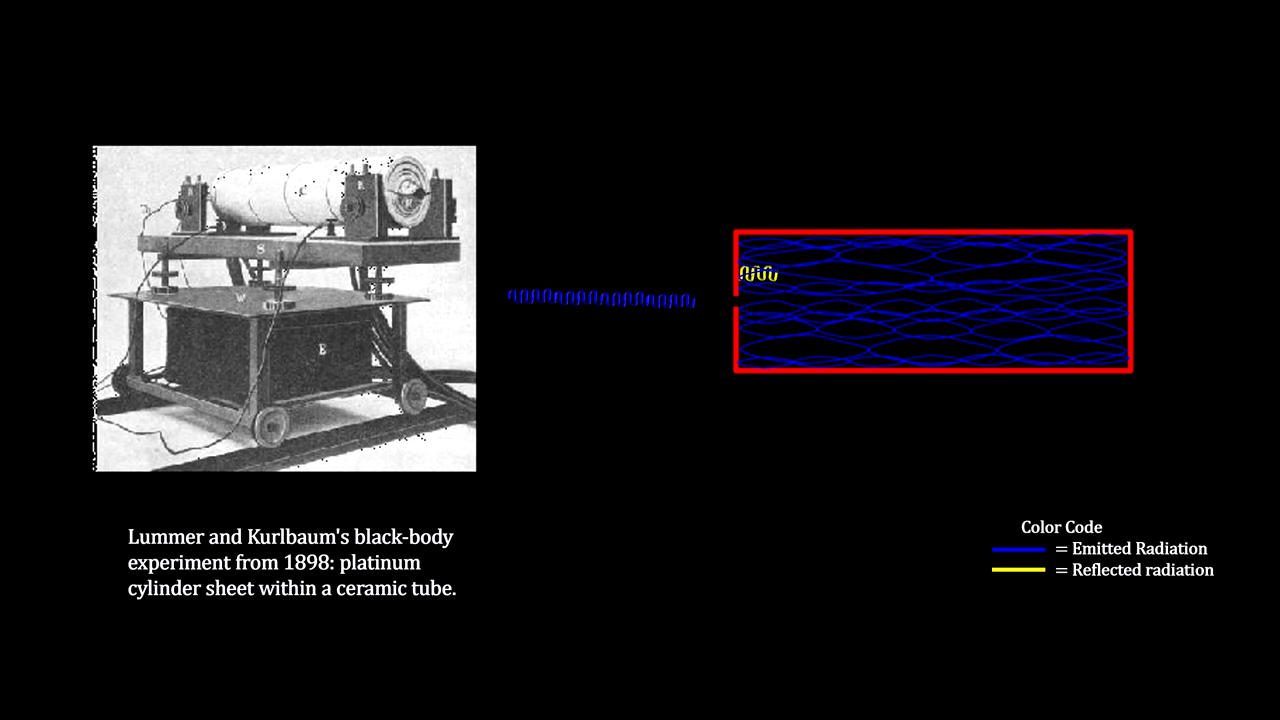 C
R
S
W
E
Lummer and Kurlbaum's black-body
experiment from 1898: platinum
cylinder sheet within a ceramic tube.
Color Code
= Emitted Radiation
= Reflected radiation